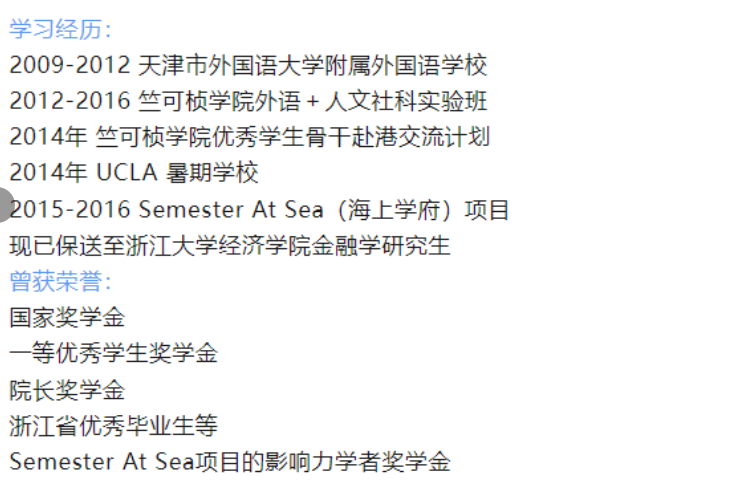 学习经历：
2009-2012 天津市外国语大学附属外国语学校
2012-2016 竺可桢学院外语＋人文社科实验班
2014年 竺可桢学院优秀学生骨干赴港交流计划
2014年 UCLA 暑期学校
2015-2016 Semester At Sea（海上学府）项目
现已保送至浙江大学经济学院金融学研究生
曾获荣誉：
国家奖学金
一等优秀学生奖学金
院长奖学金
浙江省优秀毕业生等
Semester At Sea项目的影响力学者奖学金